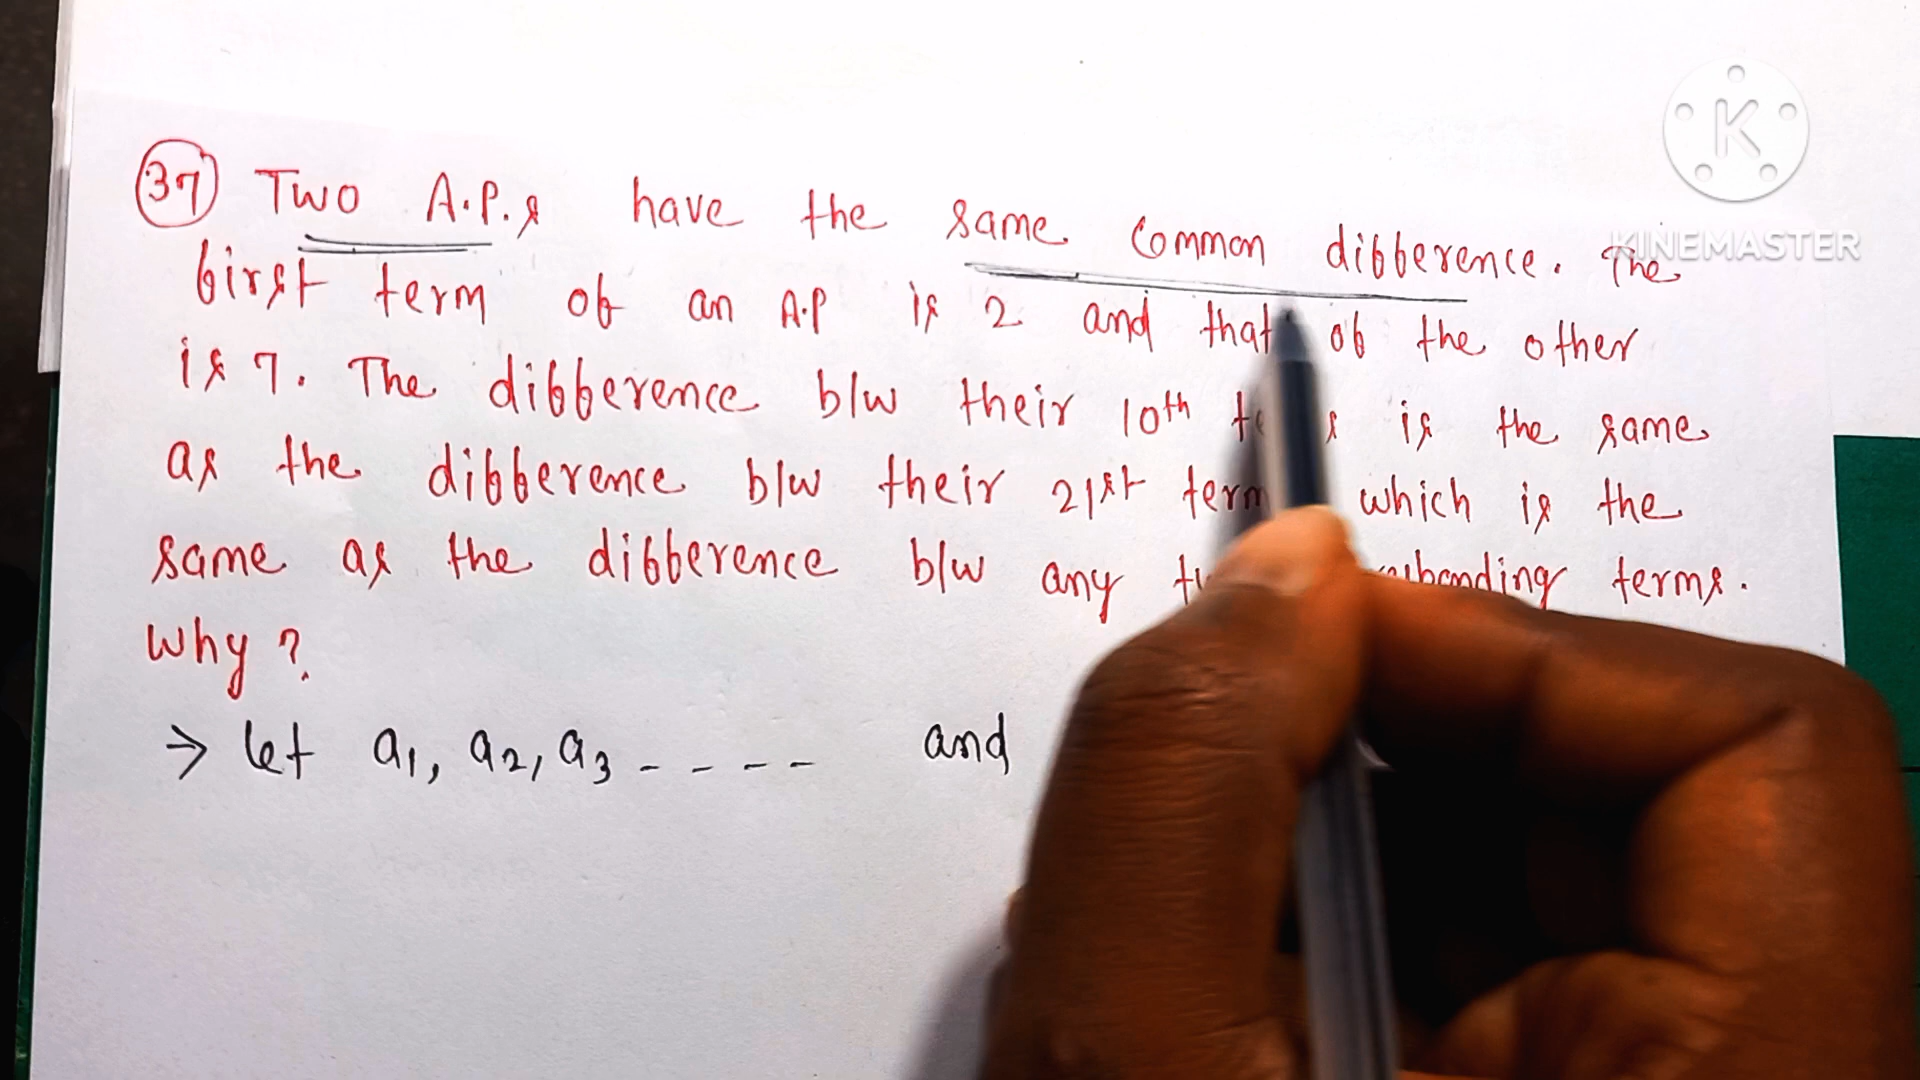 37 Two A.P.s have the same common difference. The
first term of an A.P is 2 and that of the other
is 7. The difference b/w their 10th is the same
as the difference b/w their 21st which is the
same as the difference b/w any terms.
Why?
→ let a1, a2, a3 - - - - and
K
KINEMASTER